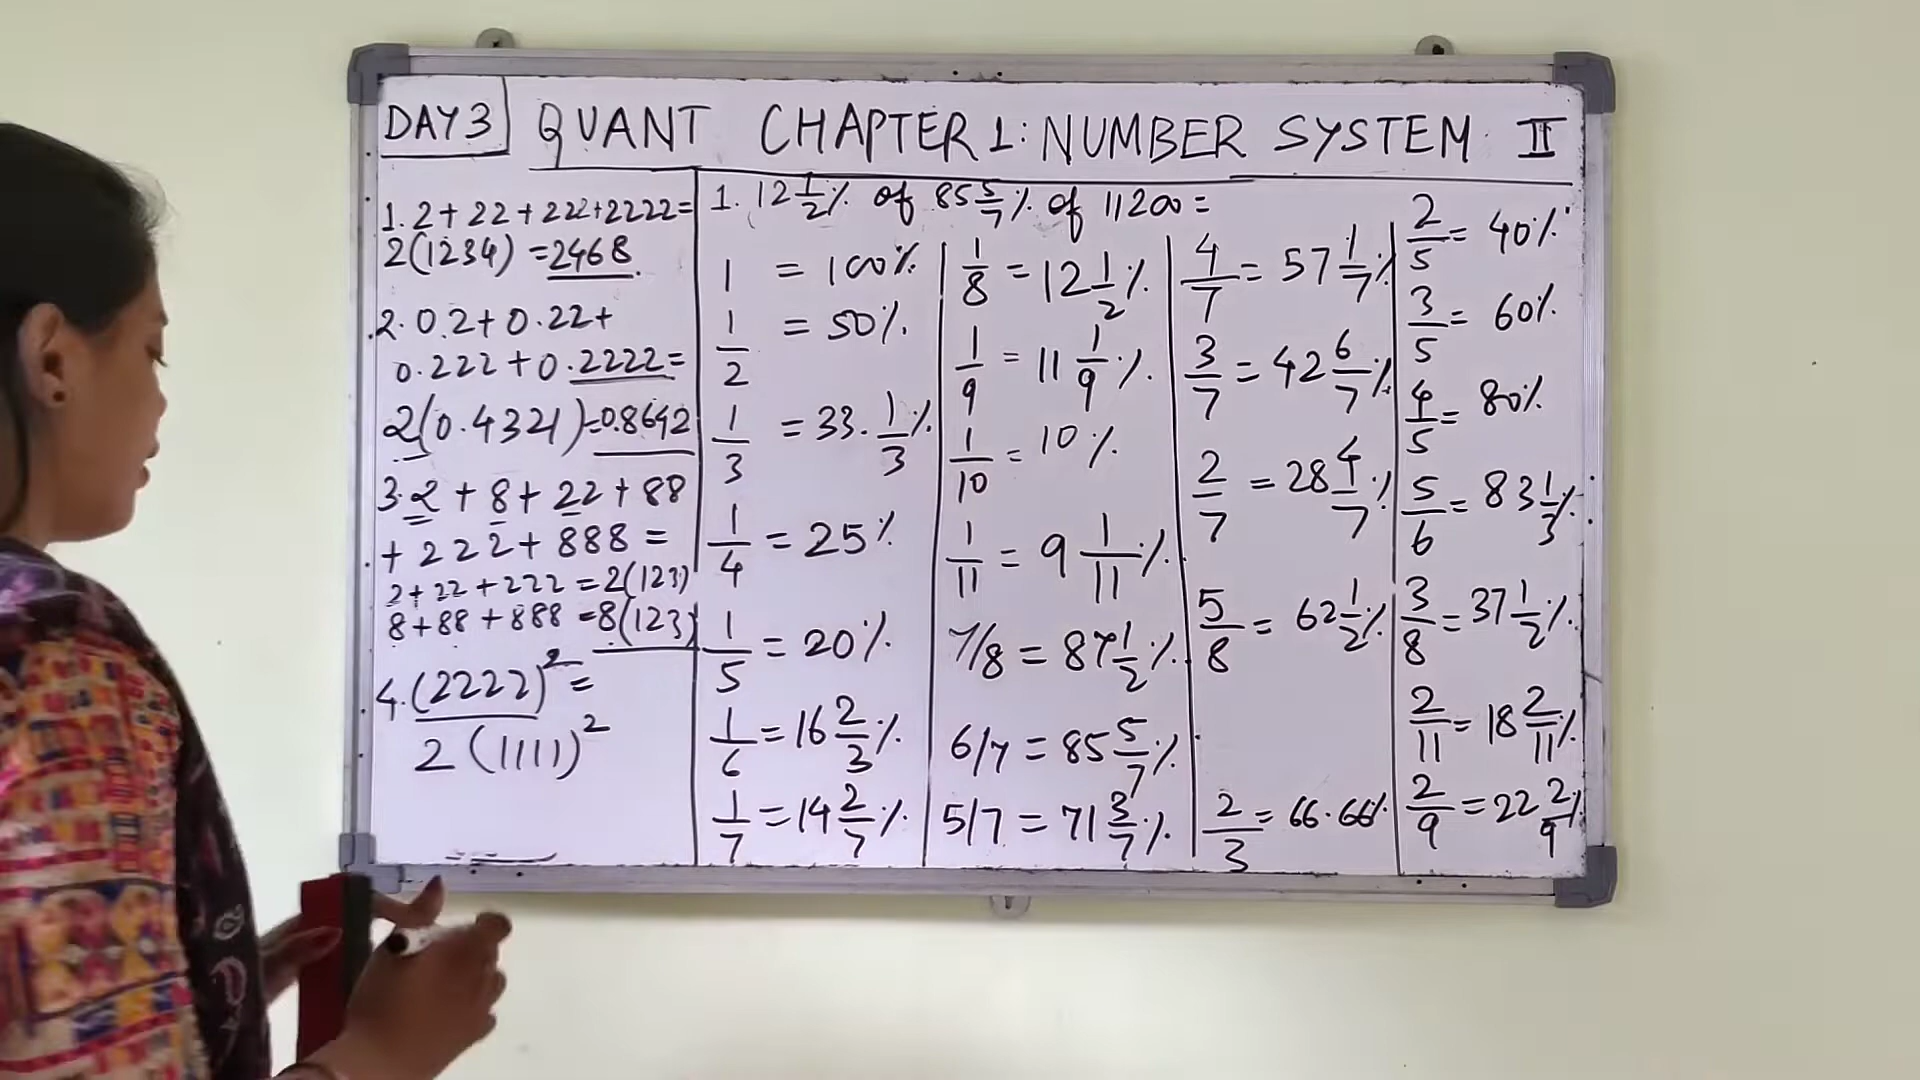 DAY 3 QUANT CHAPTER 1: NUMBER SYSTEM II
1. 2 + 22 + 222 + 2222 =
2(1234) = 2468.
2. 0.2 + 0.22 +
0.222 + 0.2222 =
2(0.4321) = 0.8642
3. 2 + 8 + 22 + 88
+ 222 + 888 =
2 + 22 + 222 = 2(123)
8 + 88 + 888 = 8(123)
4. (2222)² =
2(1111)²
1. 12 1/2 % of 85 5/7 % of 11200 =
1 = 100%
1/2 = 50%
1/3 = 33. 1/3 %
1/4 = 25%
1/5 = 20%
1/6 = 16 2/3 %
1/7 = 14 2/7 %
1/8 = 12 1/2 %
1/9 = 11 1/9 %
1/10 = 10%
1/11 = 9 1/11 %
7/8 = 87 1/2 %
6/7 = 85 5/7 %
5/7 = 71 3/7 %
4/7 = 57 1/7 %
3/7 = 42 6/7 %
2/7 = 28 4/7 %
5/8 = 62 1/2 %
2/3 = 66.66%
2/5 = 40%
3/5 = 60%
4/5 = 80%
5/6 = 83 1/3 %
3/8 = 37 1/2 %
2/11 = 18 2/11 %
2/9 = 22 2/9 %